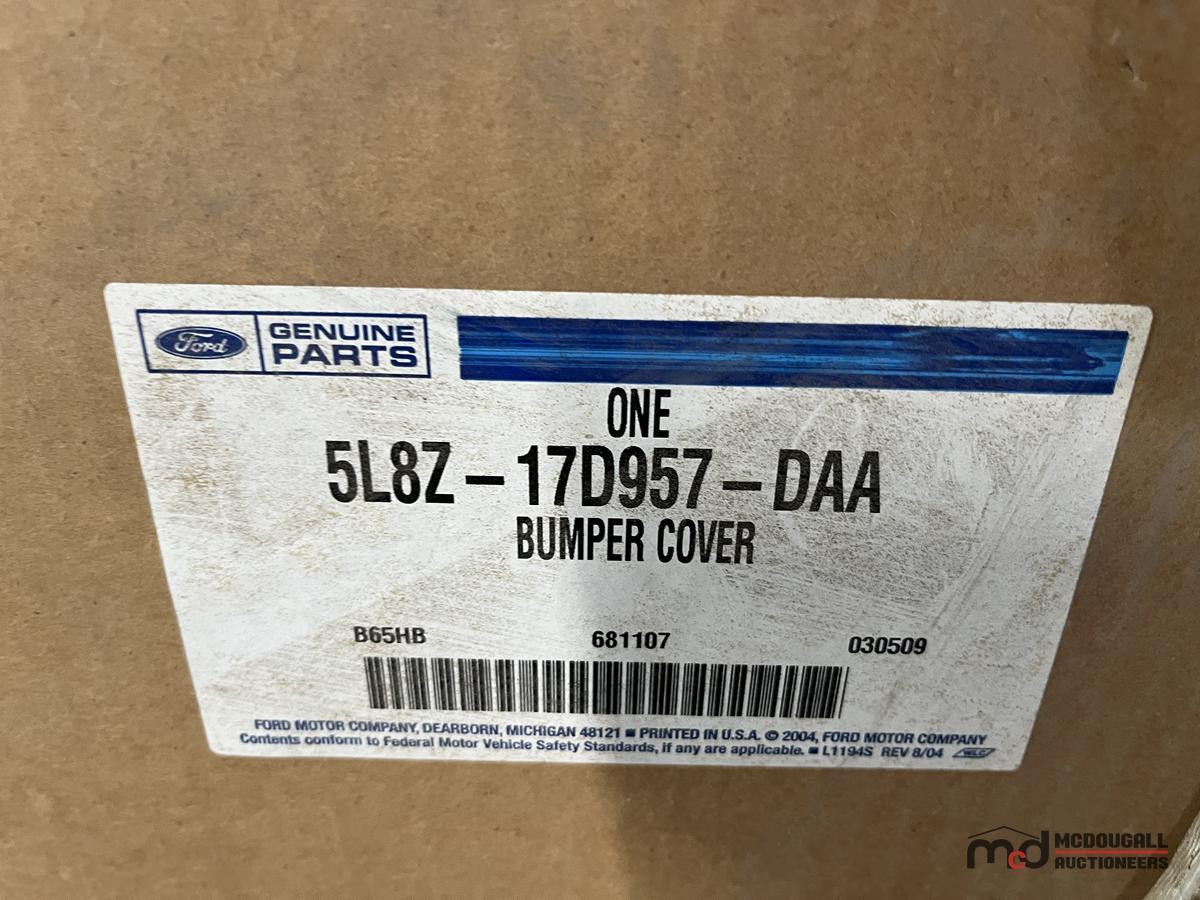 Ford GENUINE
PARTS
ONE
5L8Z – 17D957 – DAA
BUMPER COVER
B65HB 681107 030509
FORD MOTOR COMPANY, DEARBORN, MICHIGAN 48121 ■ PRINTED IN U.S.A. © 2004, FORD MOTOR COMPANY
Contents conform to Federal Motor Vehicle Safety Standards, if any are applicable. ■ L1194S REV 8/04 WLC
mcd MCDOUGALL
AUCTIONEERS